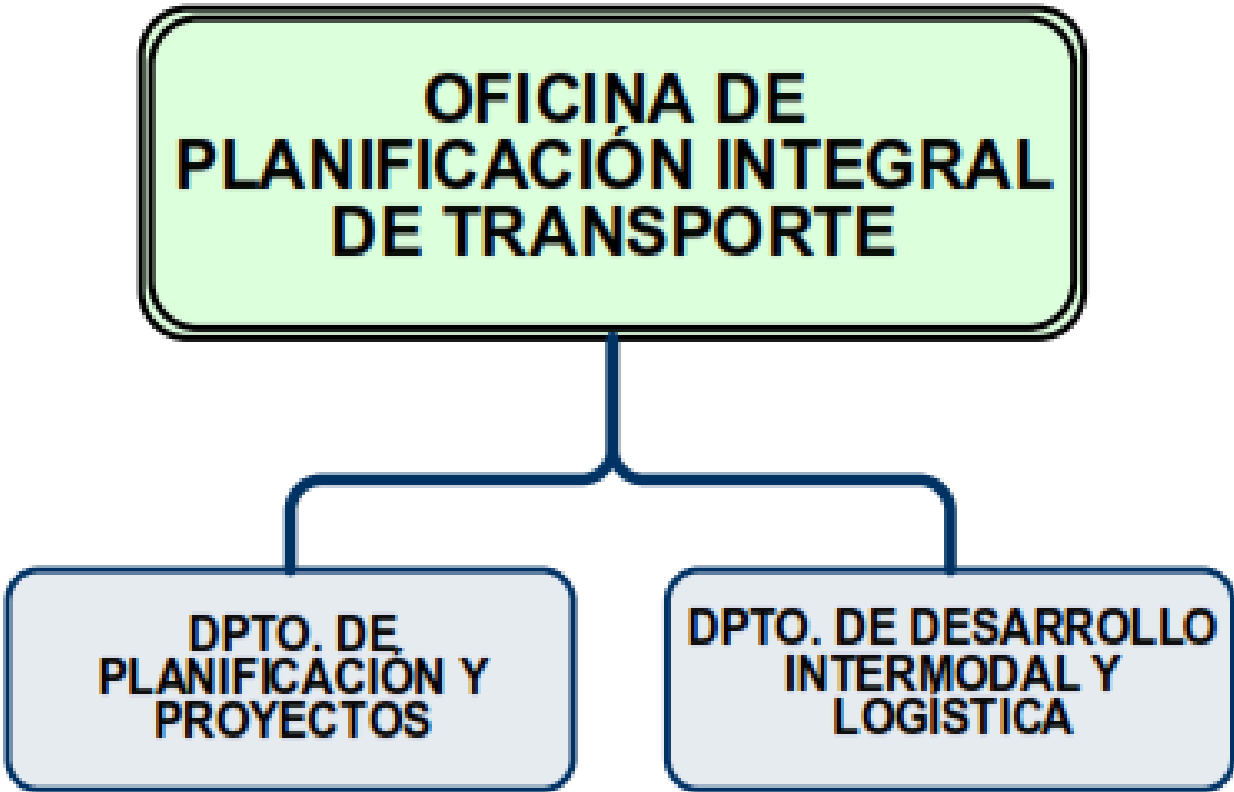 OFICINA DE
PLANIFICACIÓN INTEGRAL
DE TRANSPORTE
DPTO. DE
PLANIFICACIÓN Y
PROYECTOS
DPTO. DE DESARROLLO
INTERMODAL Y
LOGÍSTICA